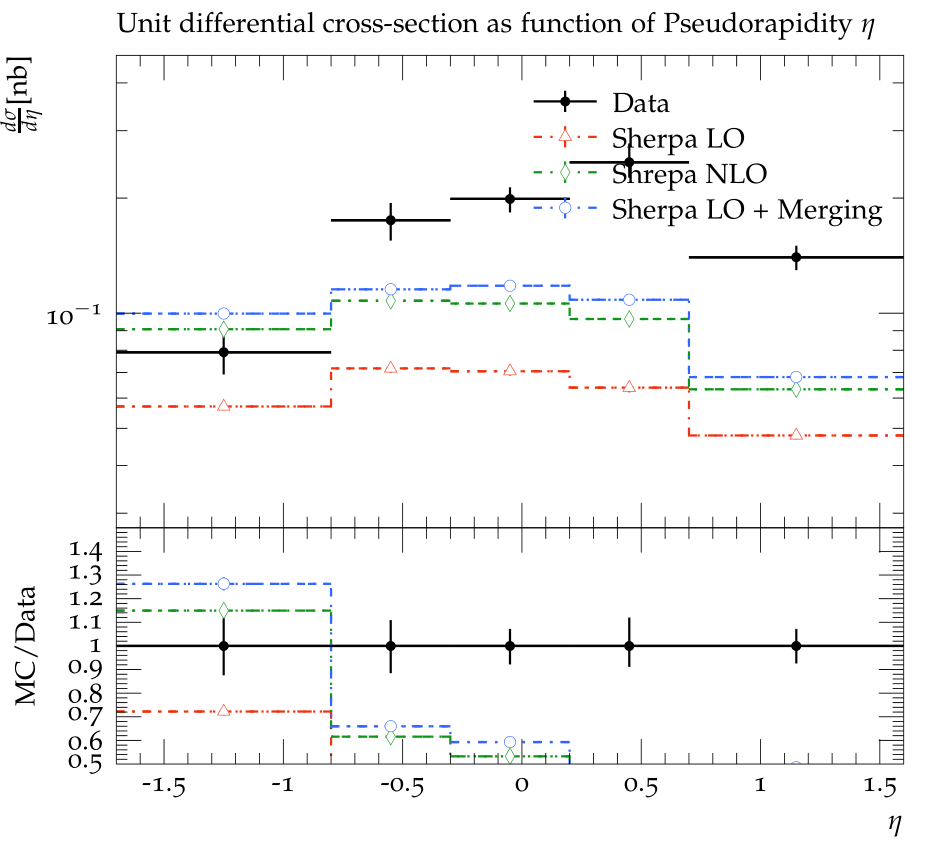 Unit differential cross-section as function of Pseudorapidity η
dσ/dη [nb]
Data
Sherpa LO
Shrepa NLO
Sherpa LO + Merging
10⁻¹
MC/Data
1.4
1.3
1.2
1.1
1
0.9
0.8
0.7
0.6
0.5
-1.5 -1 -0.5 0 0.5 1 1.5
η